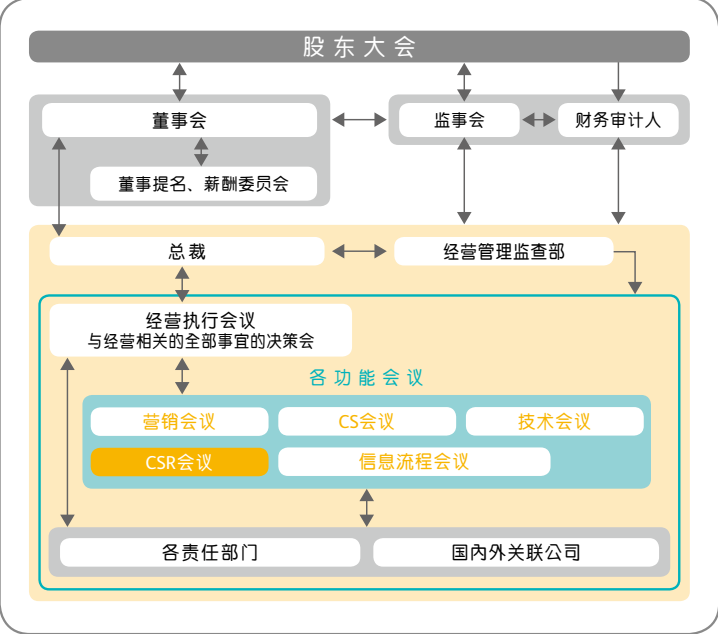 股东大会
董事会
监事会
财务审计人
董事提名、薪酬委员会
总裁
经营管理监查部
经营执行会议
与经营相关的全部事宜的决策会
各功能会议
营销会议
CS会议
技术会议
CSR会议
信息流程会议
各责任部门
国内外关联公司